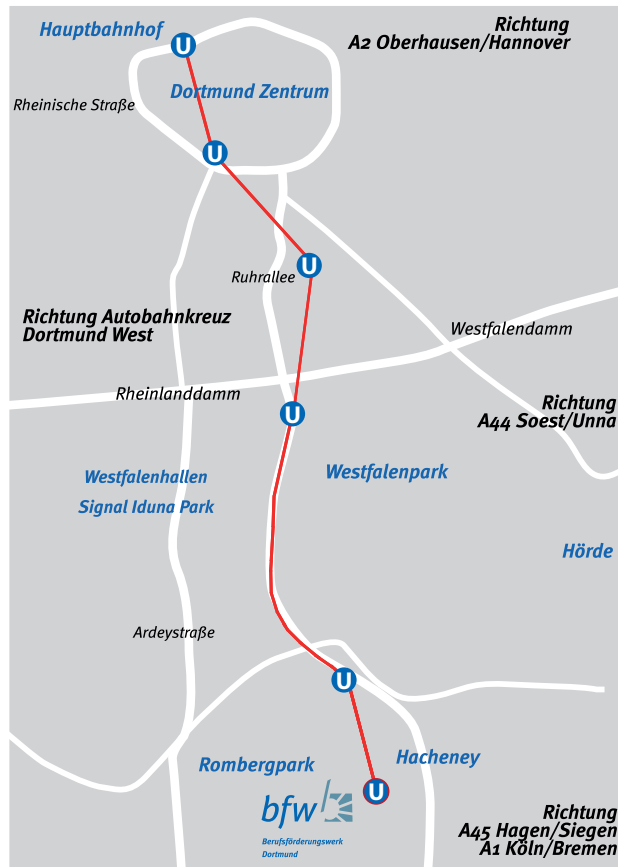 Hauptbahnhof
U
Richtung
A2 Oberhausen/Hannover
Dortmund Zentrum
Rheinische Straße
U
U
Ruhrallee
Richtung Autobahnkreuz
Dortmund West
Westfalendamm
Rheinlanddamm
U
Richtung
A44 Soest/Unna
Westfalenhallen
Signal Iduna Park
Westfalenpark
Hörde
Ardeystraße
U
Rombergpark
Hacheney
U
bfw
Berufsförderungswerk
Dortmund
Richtung
A45 Hagen/Siegen
A1 Köln/Bremen